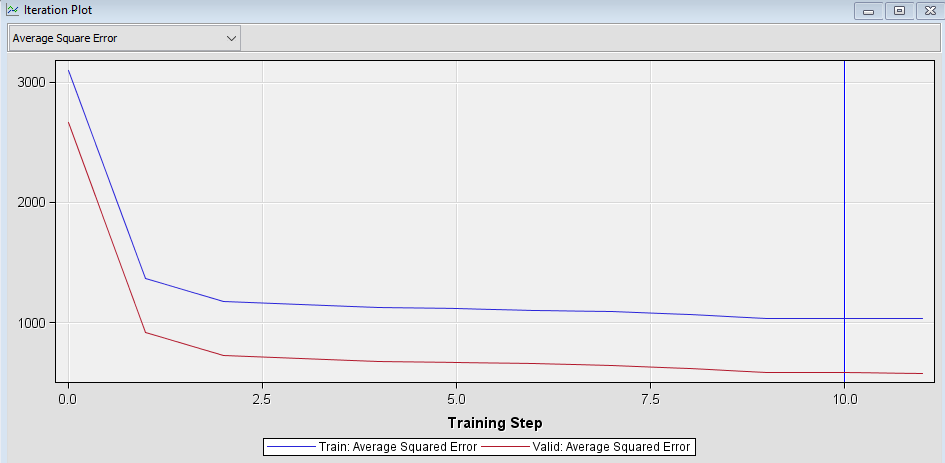 Iteration Plot
Average Square Error
3000
2000
1000
0.0 2.5 5.0 7.5 10.0
Training Step
Train: Average Squared Error Valid: Average Squared Error